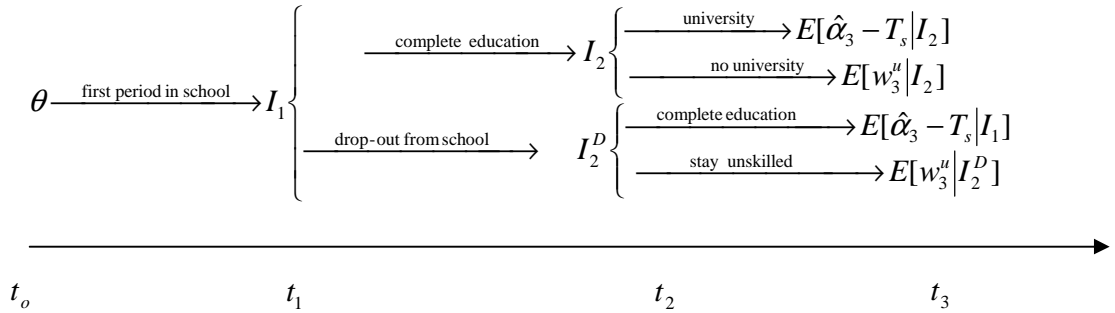 university E[α̂₃ − Tₛ|I₂]
complete education I₂
no university E[w₃ᵘ|I₂]
θ first period in school I₁
complete education E[α̂₃ − Tₛ|I₁]
drop-out from school I₂ᴰ
stay unskilled E[w₃ᵘ|I₂ᴰ]
tₒ t₁ t₂ t₃